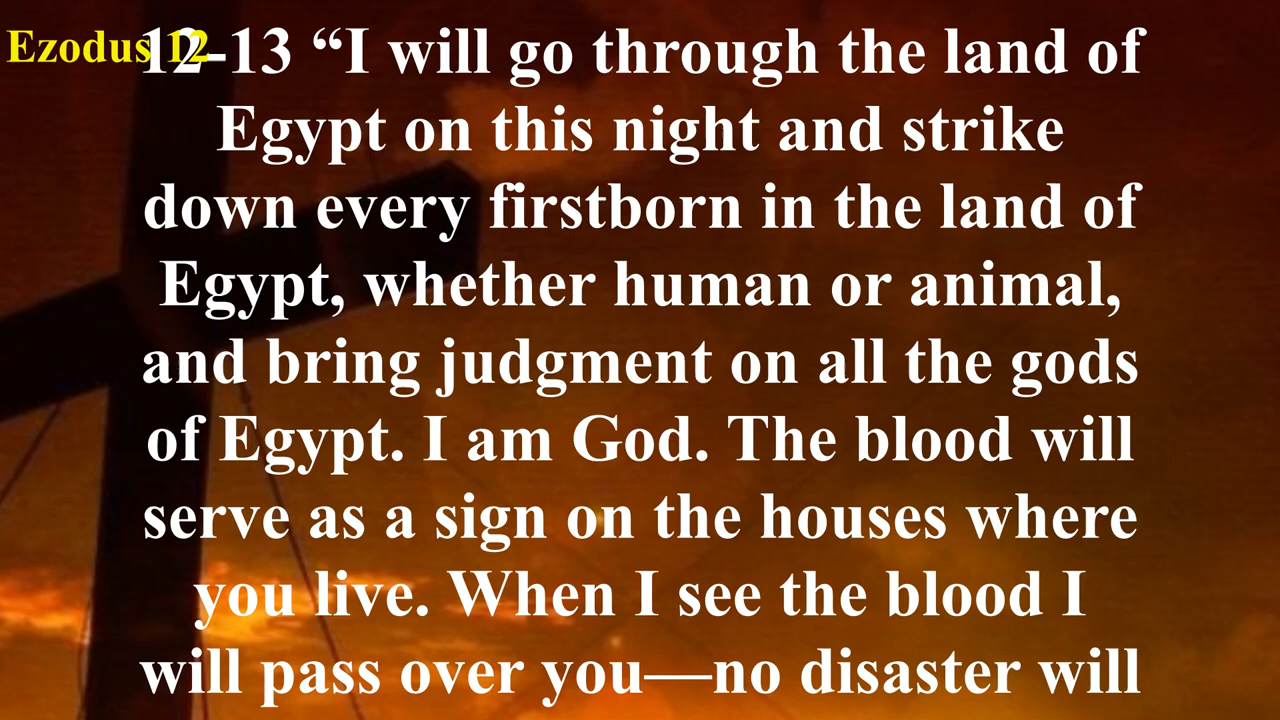 Ezodus 12
12-13 “I will go through the land of
Egypt on this night and strike
down every firstborn in the land of
Egypt, whether human or animal,
and bring judgment on all the gods
of Egypt. I am God. The blood will
serve as a sign on the houses where
you live. When I see the blood I
will pass over you—no disaster will